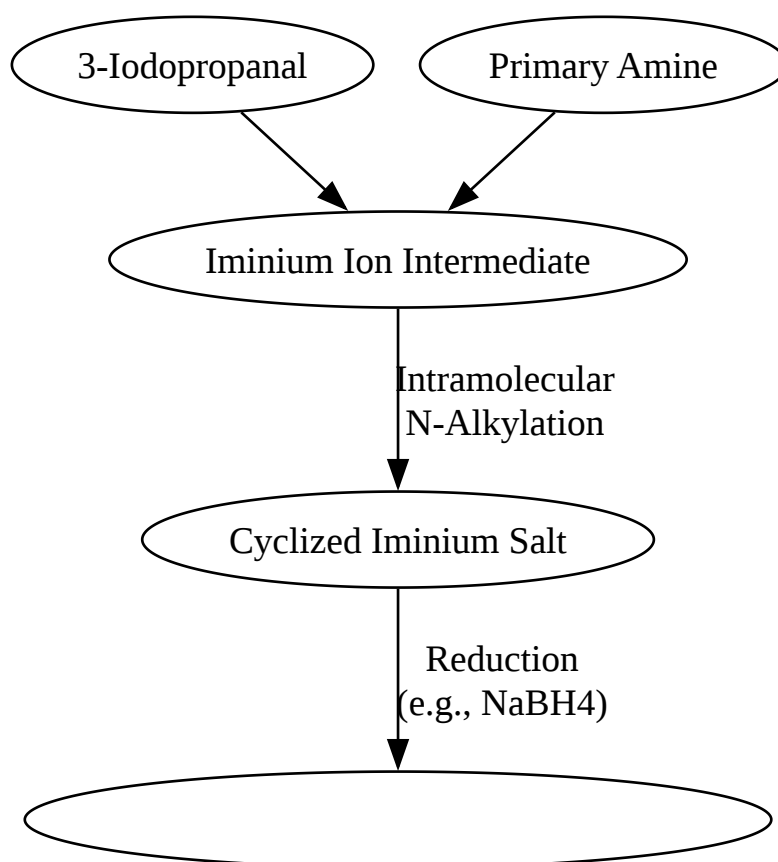 3-Iodopropanal
Primary Amine
Iminium Ion Intermediate
Intramolecular
N-Alkylation
Cyclized Iminium Salt
Reduction
(e.g., NaBH4)